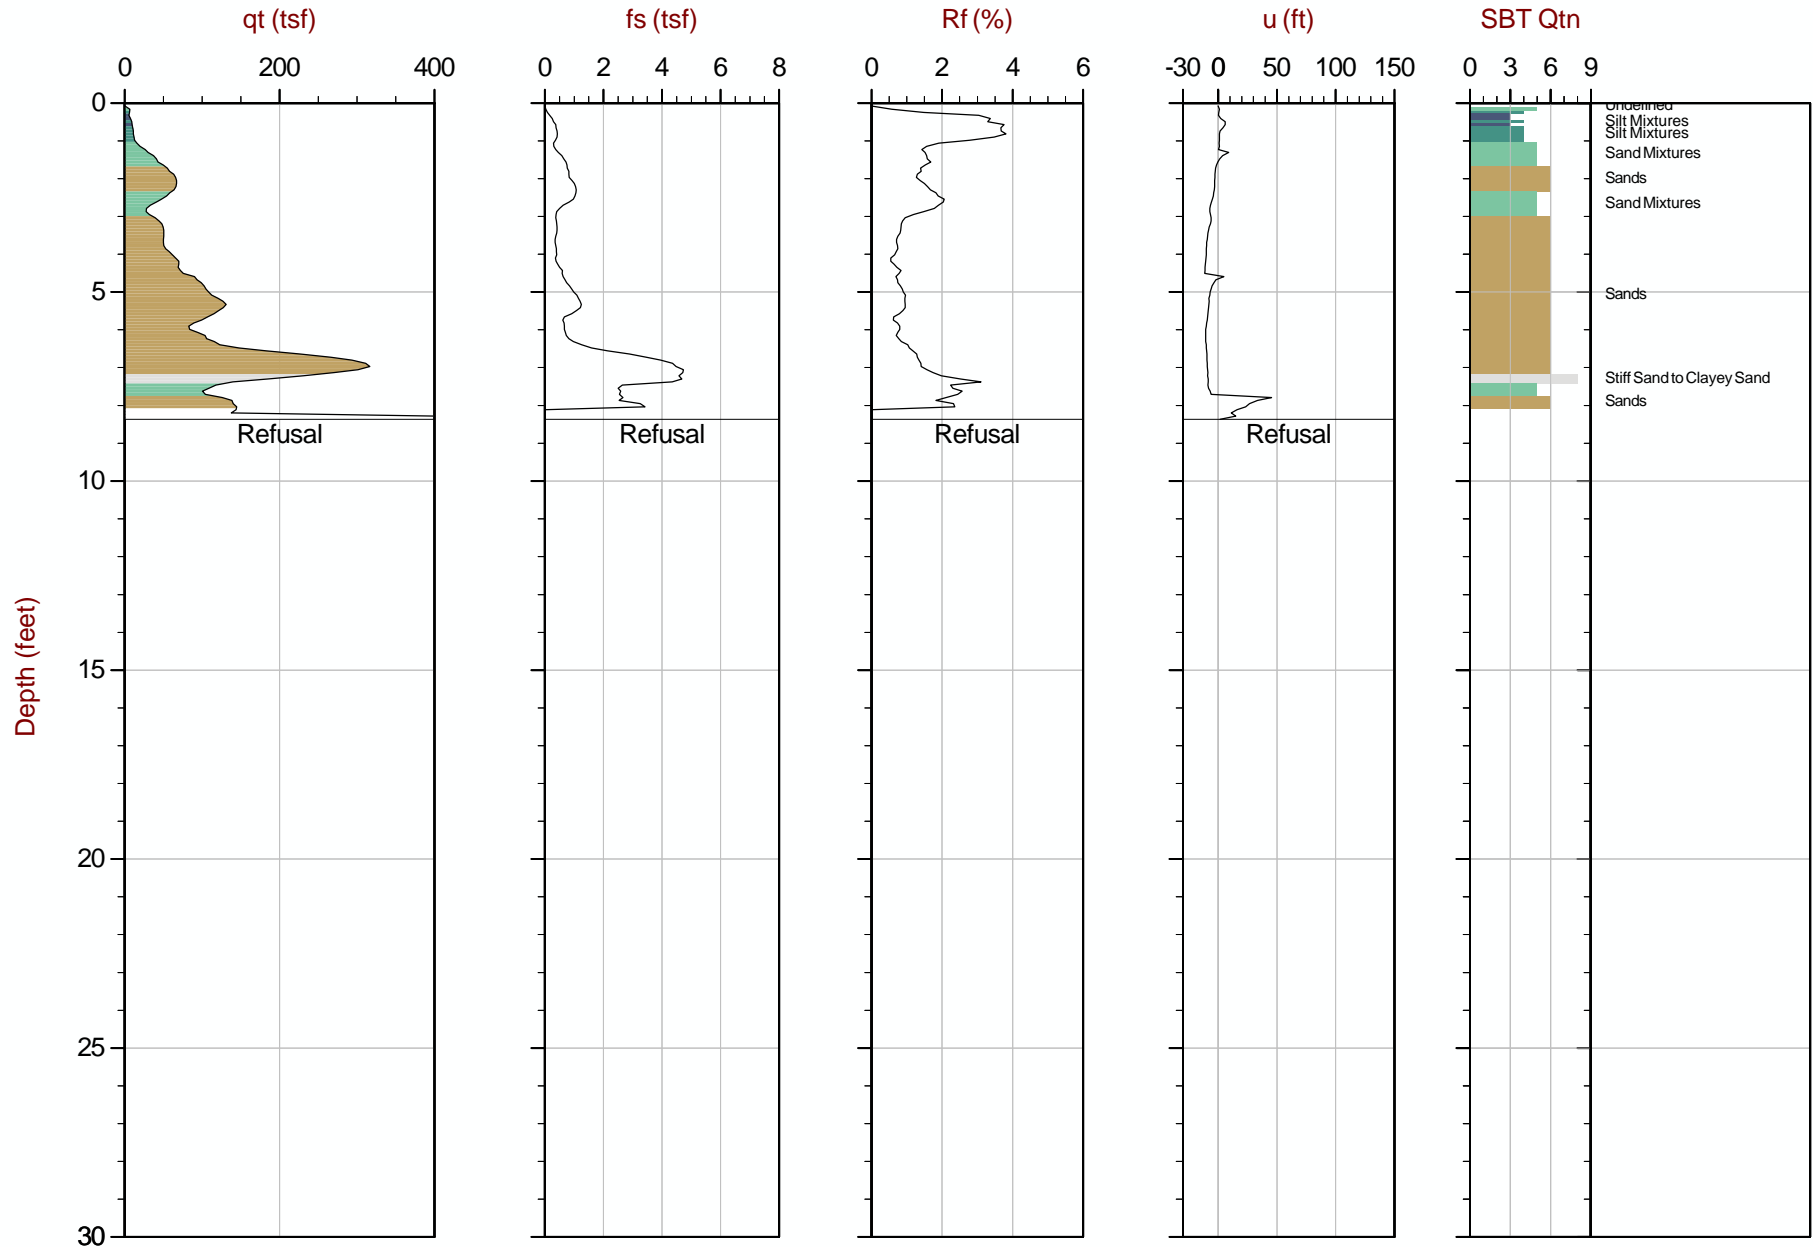 qt (tsf) fs (tsf) Rf (%) u (ft) SBT Qtn
0 200 400 0 2 4 6 8 0 2 4 6 -30 0 50 100 150 0 3 6 9
0
Undefined
Silt Mixtures
Silt Mixtures
Sand Mixtures
Sands
Sand Mixtures
5
Sands
Stiff Sand to Clayey Sand
Sands
Refusal Refusal Refusal Refusal
10
Depth (feet)
15
20
25
30